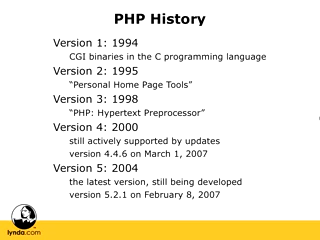 PHP History
Version 1: 1994
CGI binaries in the C programming language
Version 2: 1995
“Personal Home Page Tools”
Version 3: 1998
“PHP: Hypertext Preprocessor”
Version 4: 2000
still actively supported by updates
version 4.4.6 on March 1, 2007
Version 5: 2004
the latest version, still being developed
version 5.2.1 on February 8, 2007
lynda.com